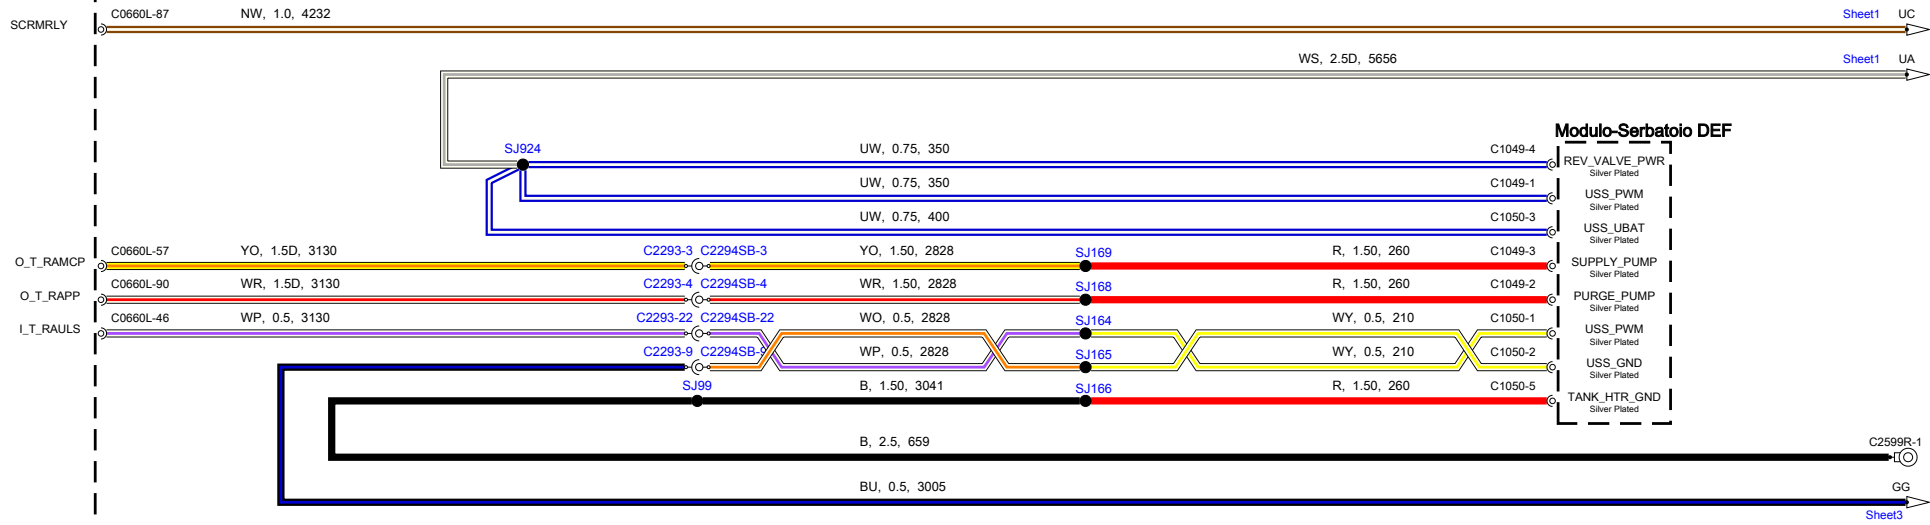 SCRMRLY C0660L-87 NW, 1.0, 4232 Sheet1 UC
WS, 2.5D, 5656 Sheet1 UA
Modulo-Serbatoio DEF
SJ924 UW, 0.75, 350 C1049-4 REV_VALVE_PWR
Silver Plated
UW, 0.75, 350 C1049-1 USS_PWM
Silver Plated
UW, 0.75, 400 C1050-3 USS_UBAT
Silver Plated
O_T_RAMCP C0660L-57 YO, 1.5D, 3130 C2293-3 C2294SB-3 YO, 1.50, 2828 SJ169 R, 1.50, 260 C1049-3 SUPPLY_PUMP
Silver Plated
O_T_RAPP C0660L-90 WR, 1.5D, 3130 C2293-4 C2294SB-4 WR, 1.50, 2828 SJ168 R, 1.50, 260 C1049-2 PURGE_PUMP
Silver Plated
I_T_RAULS C0660L-46 WP, 0.5, 3130 C2293-22 C2294SB-22 WO, 0.5, 2828 SJ164 WY, 0.5, 210 C1050-1 USS_PWM
Silver Plated
C2293-9 C2294SB-9 WP, 0.5, 2828 SJ165 WY, 0.5, 210 C1050-2 USS_GND
Silver Plated
SJ99 B, 1.50, 3041 SJ166 R, 1.50, 260 C1050-5 TANK_HTR_GND
Silver Plated
B, 2.5, 659 C2599R-1
BU, 0.5, 3005 GG
Sheet3